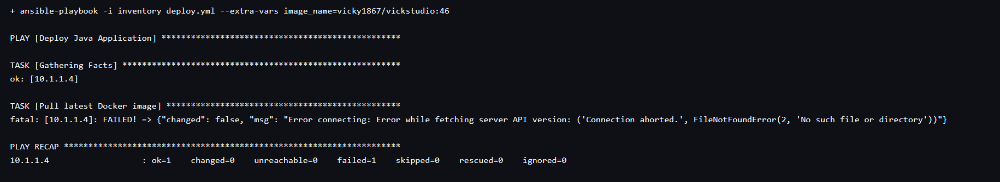 + ansible-playbook -i inventory deploy.yml --extra-vars image_name=vicky1867/vickstudio:46
PLAY [Deploy Java Application] *************************************************
TASK [Gathering Facts] *********************************************************
ok: [10.1.1.4]
TASK [Pull latest Docker image] ************************************************
fatal: [10.1.1.4]: FAILED! => {"changed": false, "msg": "Error connecting: Error while fetching server API version: ('Connection aborted.', FileNotFoundError(2, 'No such file or directory'))"}
PLAY RECAP *********************************************************************
10.1.1.4                   : ok=1    changed=0    unreachable=0    failed=1    skipped=0    rescued=0    ignored=0